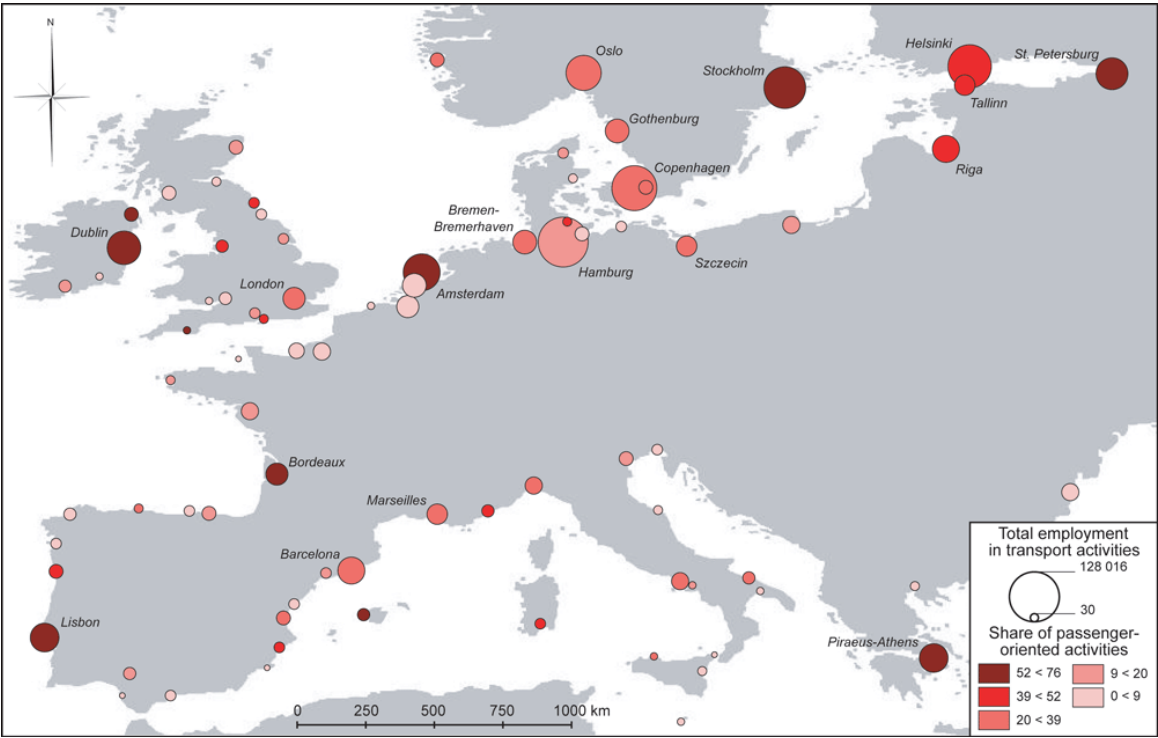 N
Oslo
Helsinki
St. Petersburg
Stockholm
Tallinn
Gothenburg
Riga
Copenhagen
Bremen-
Bremerhaven
Dublin
Hamburg
Szczecin
London
Amsterdam
Bordeaux
Marseilles
Barcelona
Lisbon
Piraeus-Athens
0 250 500 750 1000 km
Total employment
in transport activities
128 016
30
Share of passenger-
oriented activities
52 < 76
9 < 20
39 < 52
0 < 9
20 < 39